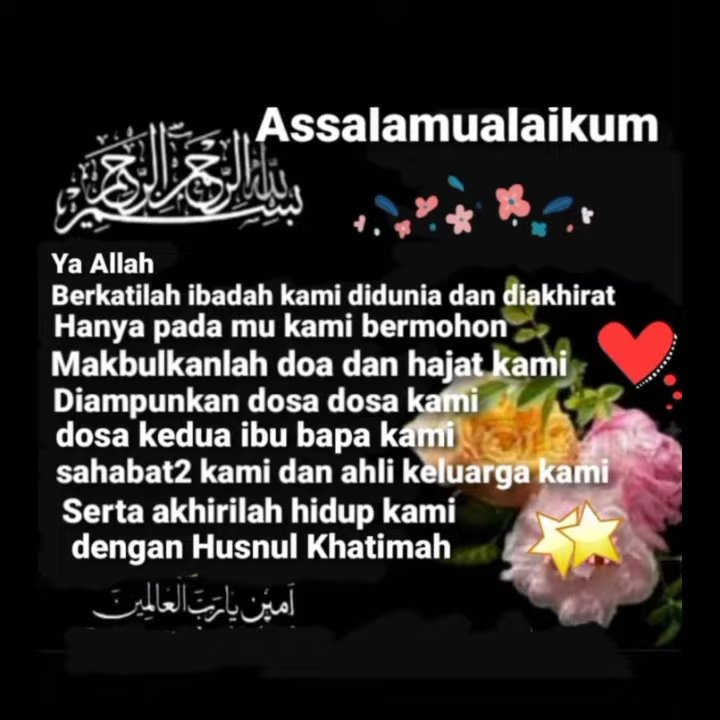 Assalamualaikum
بسم الله الرحمن الرحيم
Ya Allah
Berkatilah ibadah kami didunia dan diakhirat
Hanya pada mu kami bermohon
Makbulkanlah doa dan hajat kami
Diampunkan dosa dosa kami
dosa kedua ibu bapa kami
sahabat2 kami dan ahli keluarga kami
Serta akhirilah hidup kami
dengan Husnul Khatimah
آمين يا رب العالمين